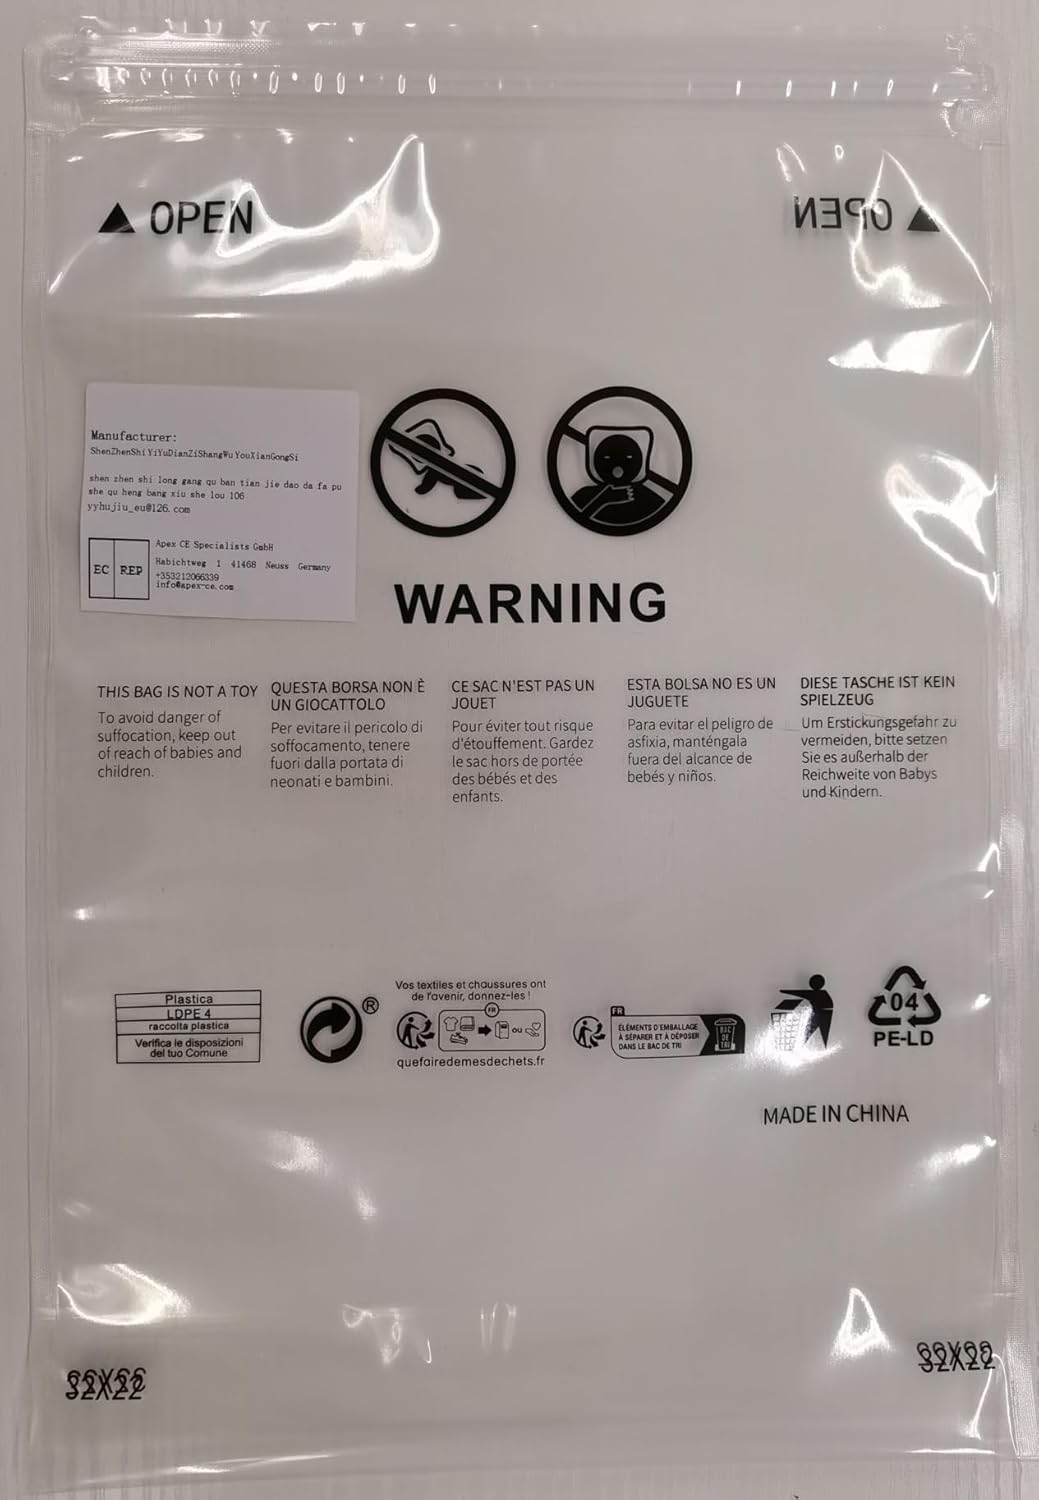 ▲ OPEN
OPEN ▲
Manufacturer:
ShenZhenShiYiYuDianZiShangWuYouXianGongSi
shen zhen shi long gang qu ban tian jie dao da fa pu
she qu heng bang xiu she lou 106
yyhujiu_eu@126.com
EC REP
Apex CE Specialists GmbH
Habichtweg 1 41468 Neuss Germany
+353212066339
info@apex-ce.com
WARNING
THIS BAG IS NOT A TOY
To avoid danger of
suffocation, keep out
of reach of babies and
children.
QUESTA BORSA NON È
UN GIOCATTOLO
Per evitare il pericolo di
soffocamento, tenere
fuori dalla portata di
neonati e bambini.
CE SAC N'EST PAS UN
JOUET
Pour éviter tout risque
d'étouffement. Gardez
le sac hors de portée
des bébés et des
enfants.
ESTA BOLSA NO ES UN
JUGUETE
Para evitar el peligro de
asfixia, manténgala
fuera del alcance de
bebés y niños.
DIESE TASCHE IST KEIN
SPIELZEUG
Um Erstickungsgefahr zu
vermeiden, bitte setzen
Sie es außerhalb der
Reichweite von Babys
und Kindern.
Plastica
LDPE 4
raccolta plastica
Verifica le disposizioni
del tuo Comune
®
Vos textiles et chaussures ont
de l'avenir, donnez-les !
FR
ou
quefairedemesdechets.fr
FR
ÉLÉMENTS D'EMBALLAGE
À SÉPARER ET À DÉPOSER
DANS LE BAC DE TRI
BAC
DE
TRI
04
PE-LD
MADE IN CHINA